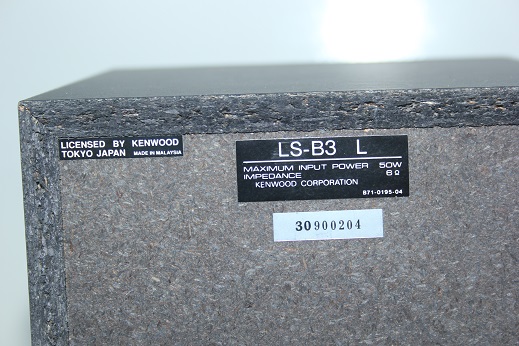 LICENSED BY KENWOOD
TOKYO JAPAN MADE IN MALAYSIA
LS-B3 L
MAXIMUM INPUT POWER 50W
IMPEDANCE 6Ω
KENWOOD CORPORATION
B71-0195-04
30900204